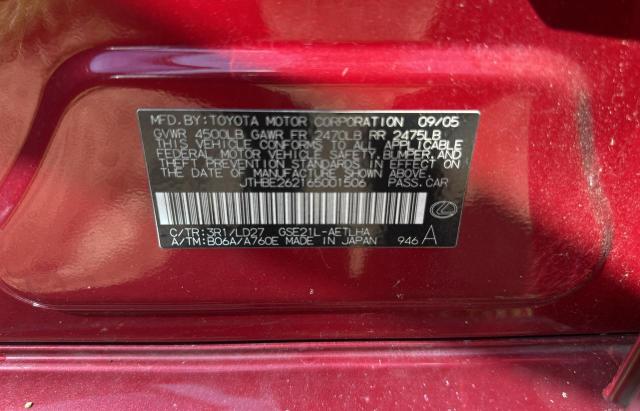 MFD. BY: TOYOTA MOTOR CORPORATION 09/05
GVWR 4500LB GAWR FR 2470LB RR 2475LB
THIS VEHICLE CONFORMS TO ALL APPLICABLE
FEDERAL MOTOR VEHICLE SAFETY, BUMPER, AND
THEFT PREVENTION STANDARDS IN EFFECT ON
THE DATE OF MANUFACTURE SHOWN ABOVE.
JTHBE262165001506 PASS. CAR
C/TR: 3R1/LD27 GSE21L-AETLHA
A/TM: B06A/A760E MADE IN JAPAN 946 A